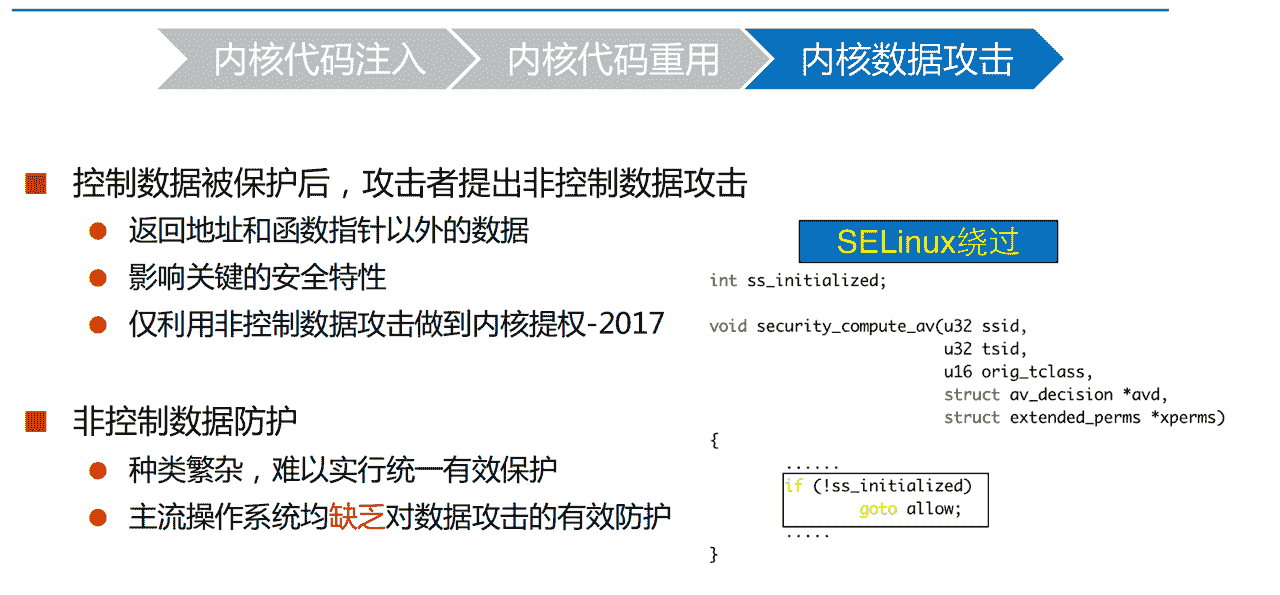 内核代码注入 内核代码重用 内核数据攻击
控制数据被保护后，攻击者提出非控制数据攻击
返回地址和函数指针以外的数据
影响关键的安全特性
仅利用非控制数据攻击做到内核提权-2017
非控制数据防护
种类繁杂，难以实行统一有效保护
主流操作系统均缺乏对数据攻击的有效防护
SELinux绕过
int ss_initialized;
void security_compute_av(u32 ssid,
u32 tsid,
u16 orig_tclass,
struct av_decision *avd,
struct extended_perms *xperms)
{
......
if (!ss_initialized)
goto allow;
.....
}